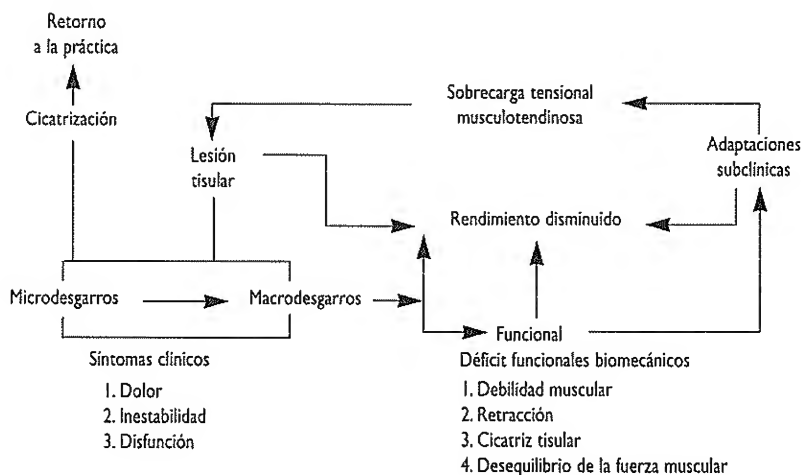 Retorno
a la práctica
Cicatrización
Sobrecarga tensional
musculotendinosa
Lesión
tisular
Adaptaciones
subclínicas
Rendimiento disminuido
Microdesgarros
Macrodesgarros
Funcional
Síntomas clínicos
1. Dolor
2. Inestabilidad
3. Disfunción
Déficit funcionales biomecánicos
1. Debilidad muscular
2. Retracción
3. Cicatriz tisular
4. Desequilibrio de la fuerza muscular